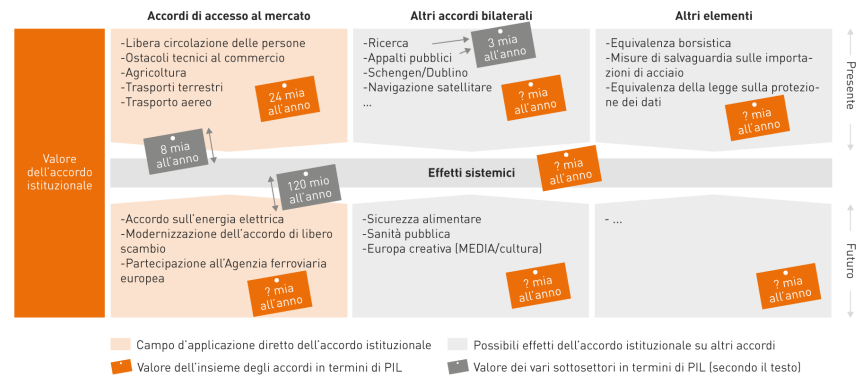 Accordi di accesso al mercato
Altri accordi bilaterali
Altri elementi
Valore
dell'accordo
istituzionale
-Libera circolazione delle persone
-Ostacoli tecnici al commercio
-Agricoltura
-Trasporti terrestri
-Trasporto aereo
24 mia
all'anno
8 mia
all'anno
-Ricerca
-Appalti pubblici
-Schengen/Dublino
-Navigazione satellitare
...
3 mia
all'anno
? mia
all'anno
-Equivalenza borsistica
-Misure di salvaguardia sulle importa-
zioni di acciaio
-Equivalenza della legge sulla protezio-
ne dei dati
? mia
all'anno
Presente
Effetti sistemici
? mia
all'anno
120 mio
all'anno
-Accordo sull'energia elettrica
-Modernizzazione dell'accordo di libero
scambio
-Partecipazione all'Agenzia ferroviaria
europea
? mia
all'anno
-Sicurezza alimentare
-Sanità pubblica
-Europa creativa (MEDIA/cultura)
? mia
all'anno
- ...
? mia
all'anno
Futuro
Campo d'applicazione diretto dell'accordo istituzionale
Possibili effetti dell'accordo istituzionale su altri accordi
Valore dell'insieme degli accordi in termini di PIL
Valore dei vari sottosettori in termini di PIL (secondo il testo)